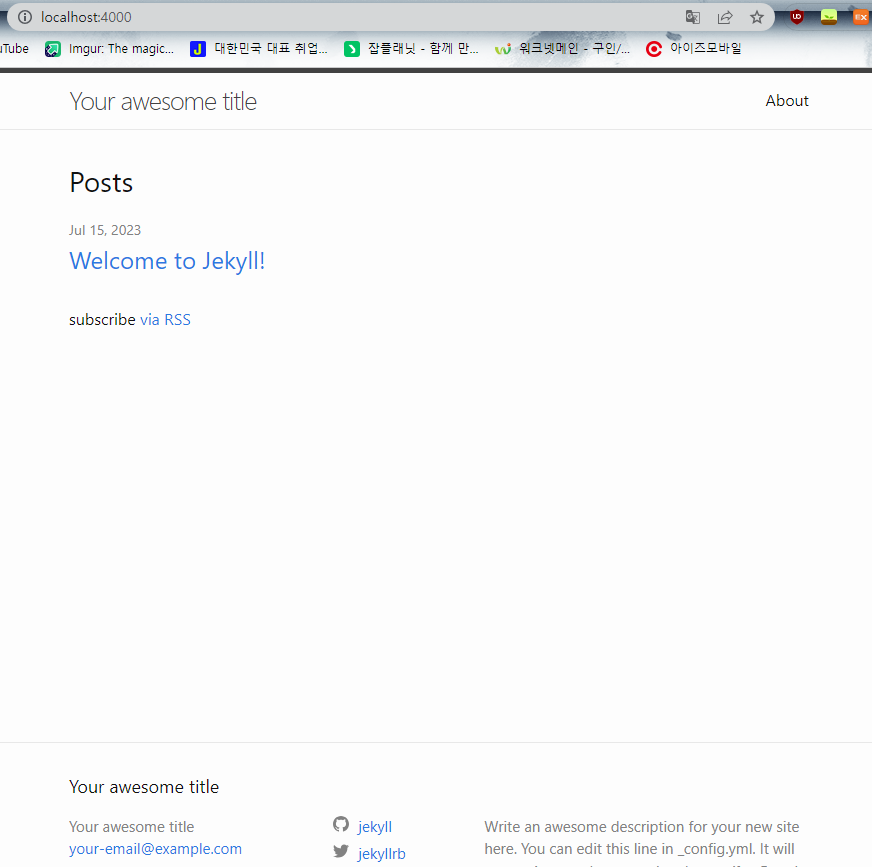 localhost:4000
uTube Imgur: The magic... 대한민국 대표 취업... 잡플래닛 - 함께 만... 워크넷메인 - 구인/... 아이즈모바일
Your awesome title About
Posts
Jul 15, 2023
Welcome to Jekyll!
subscribe via RSS
Your awesome title
Your awesome title jekyll Write an awesome description for your new site
your-email@example.com jekyllrb here. You can edit this line in _config.yml. It will